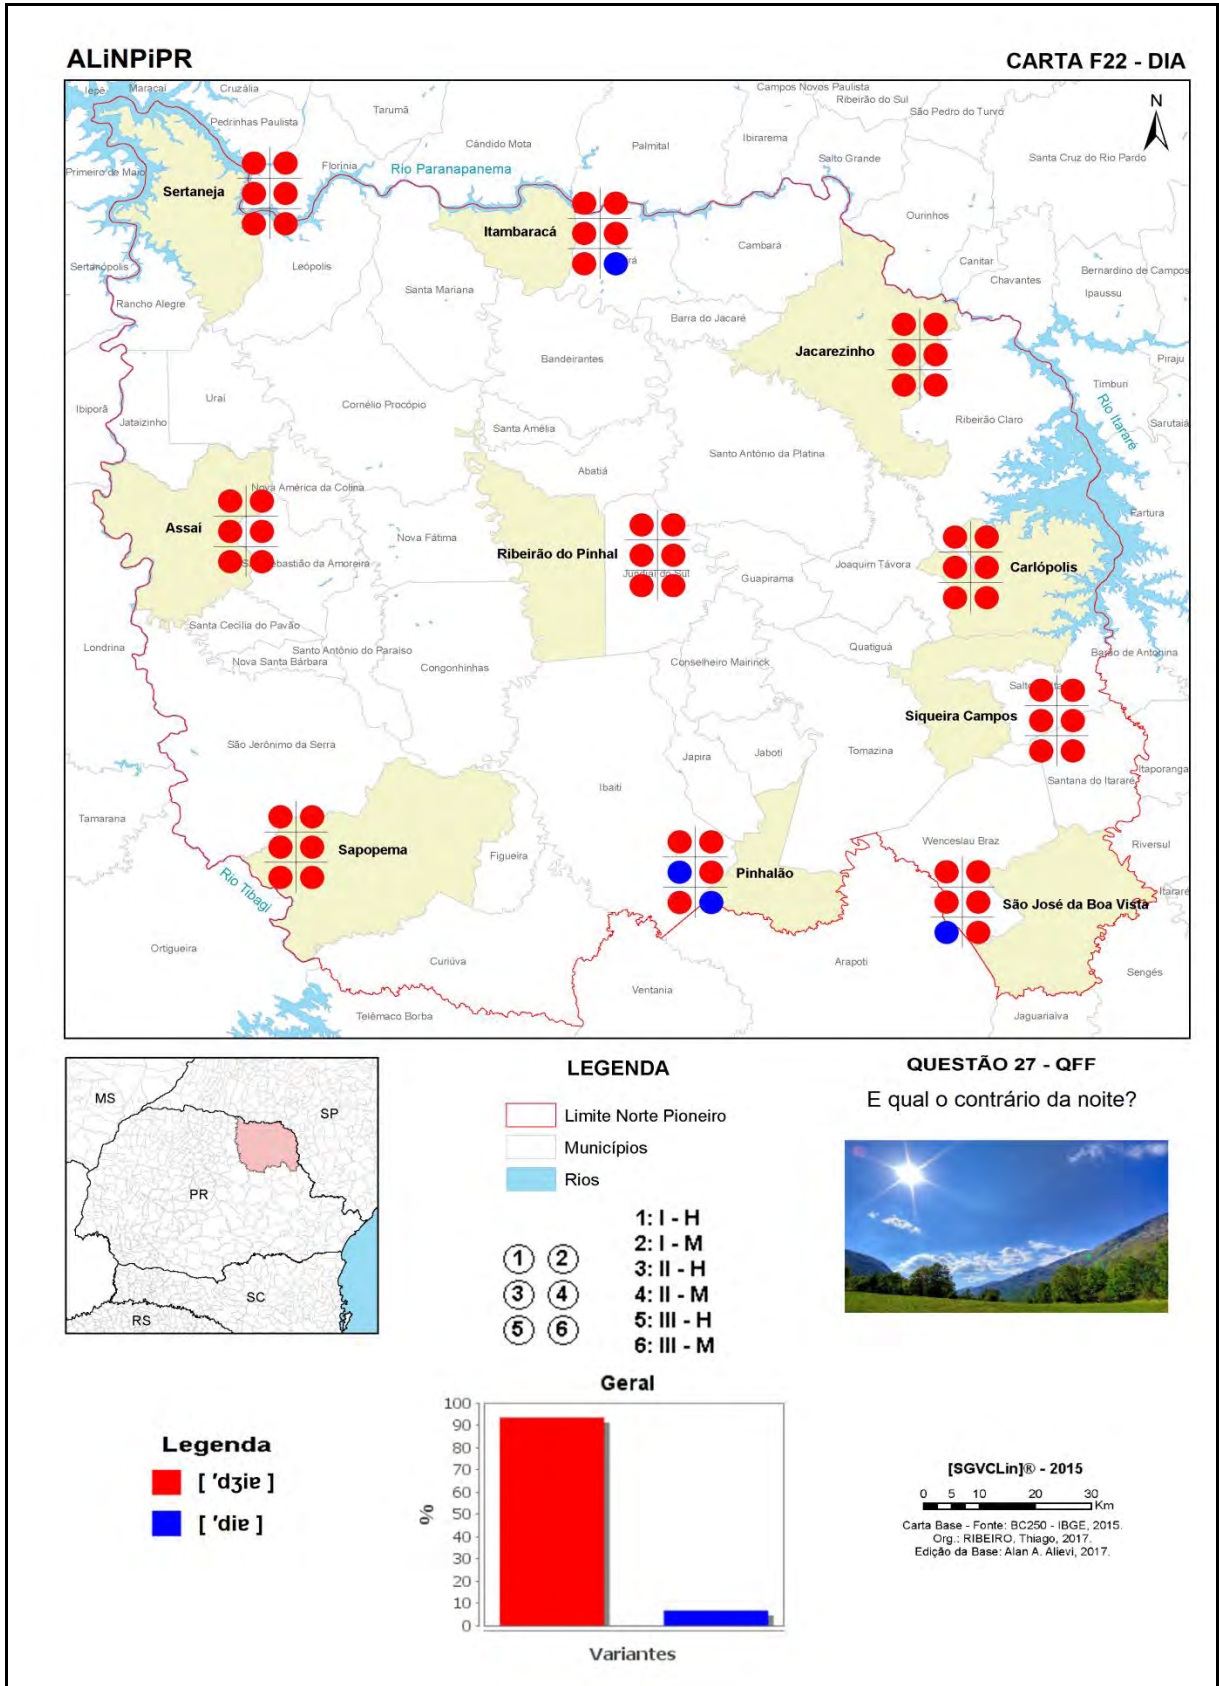 ALiNPiPR
CARTA F22 - DIA
Iepê
Maracaí
Cruzália
Pedrinhas Paulista
Tarumã
Cândido Mota
Palmital
Campos Novos Paulista
Ribeirão do Sul
São Pedro do Turvo
Ibirarema
Salto Grande
Santa Cruz do Rio Pardo
N
Primeiro de Maio
Sertaneja
Florínia
Rio Paranapanema
Itambaracá
Ourinhos
Cambará
Canitar
Chavantes
Bernardino de Campos
Ipaussu
Sertanópolis
Leópolis
Rancho Alegre
Santa Mariana
Barra do Jacaré
Jacarezinho
Bandeirantes
Piraju
Timburi
Rio Itararé
Sarutaiá
Ibiporã
Jataizinho
Uraí
Cornélio Procópio
Santa Amélia
Abatiá
Santo Antônio da Platina
Ribeirão Claro
Nova América da Colina
Assaí
Nova Fátima
Ribeirão do Pinhal
Jundiaí do Sul
Guapirama
Joaquim Távora
Carlópolis
Fartura
Santa Cecília do Pavão
Londrina
Nova Santa Bárbara
Santo Antônio do Paraíso
Congonhinhas
Conselheiro Mairinck
Quatiguá
Barão de Antonina
Siqueira Campos
São Jerônimo da Serra
Japira
Jaboti
Tomazina
Santana do Itararé
Itaporanga
Ibaiti
Tamarana
Sapopema
Figueira
Pinhalão
Wenceslau Braz
Riversul
Itararé
São José da Boa Vista
Rio Tibagi
Ortigueira
Curiúva
Ventania
Arapoti
Sengés
Telêmaco Borba
Jaguariaíva
MS
SP
PR
SC
RS
LEGENDA
Limite Norte Pioneiro
Municípios
Rios
1 2
3 4
5 6
1: I - H
2: I - M
3: II - H
4: II - M
5: III - H
6: III - M
QUESTÃO 27 - QFF
E qual o contrário da noite?
Legenda
[ 'dʒiɐ ]
[ 'diɐ ]
Geral
100
90
80
70
60
50
40
30
20
10
0
%
Variantes
[SGVCLin]® - 2015
0 5 10 20 30
Km
Carta Base - Fonte: BC250 - IBGE, 2015.
Org.: RIBEIRO, Thiago, 2017.
Edição da Base: Alan A. Alievi, 2017.